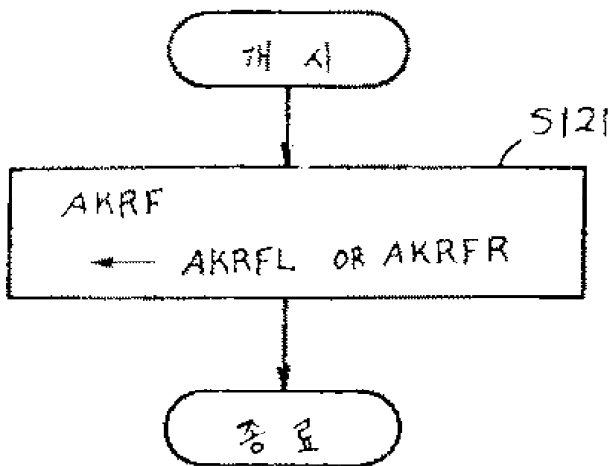 개 시
S121
AKRF
← AKRFL OR AKRFR
종 료